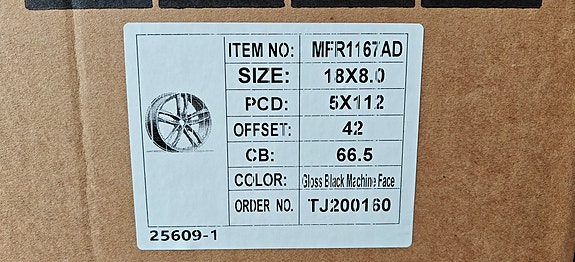 ITEM NO: MFR1167AD
SIZE: 18X8.0
PCD: 5X112
OFFSET: 42
CB: 66.5
COLOR: Gloss Black Machine Face
ORDER NO. TJ200160
25609-1